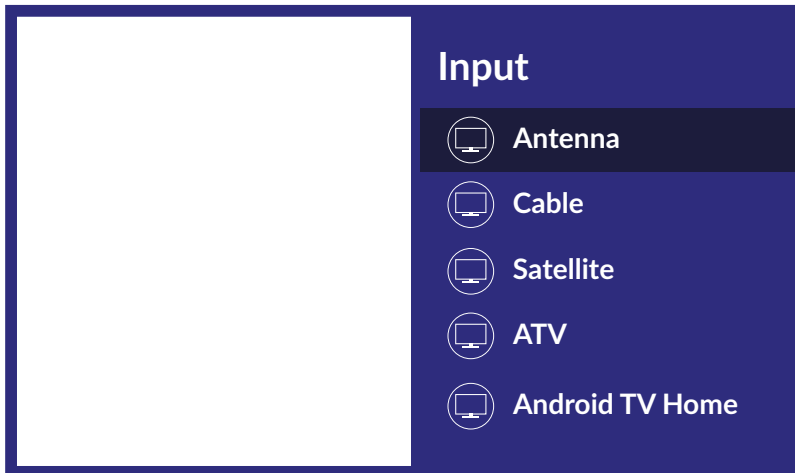 Input
Antenna
Cable
Satellite
ATV
Android TV Home